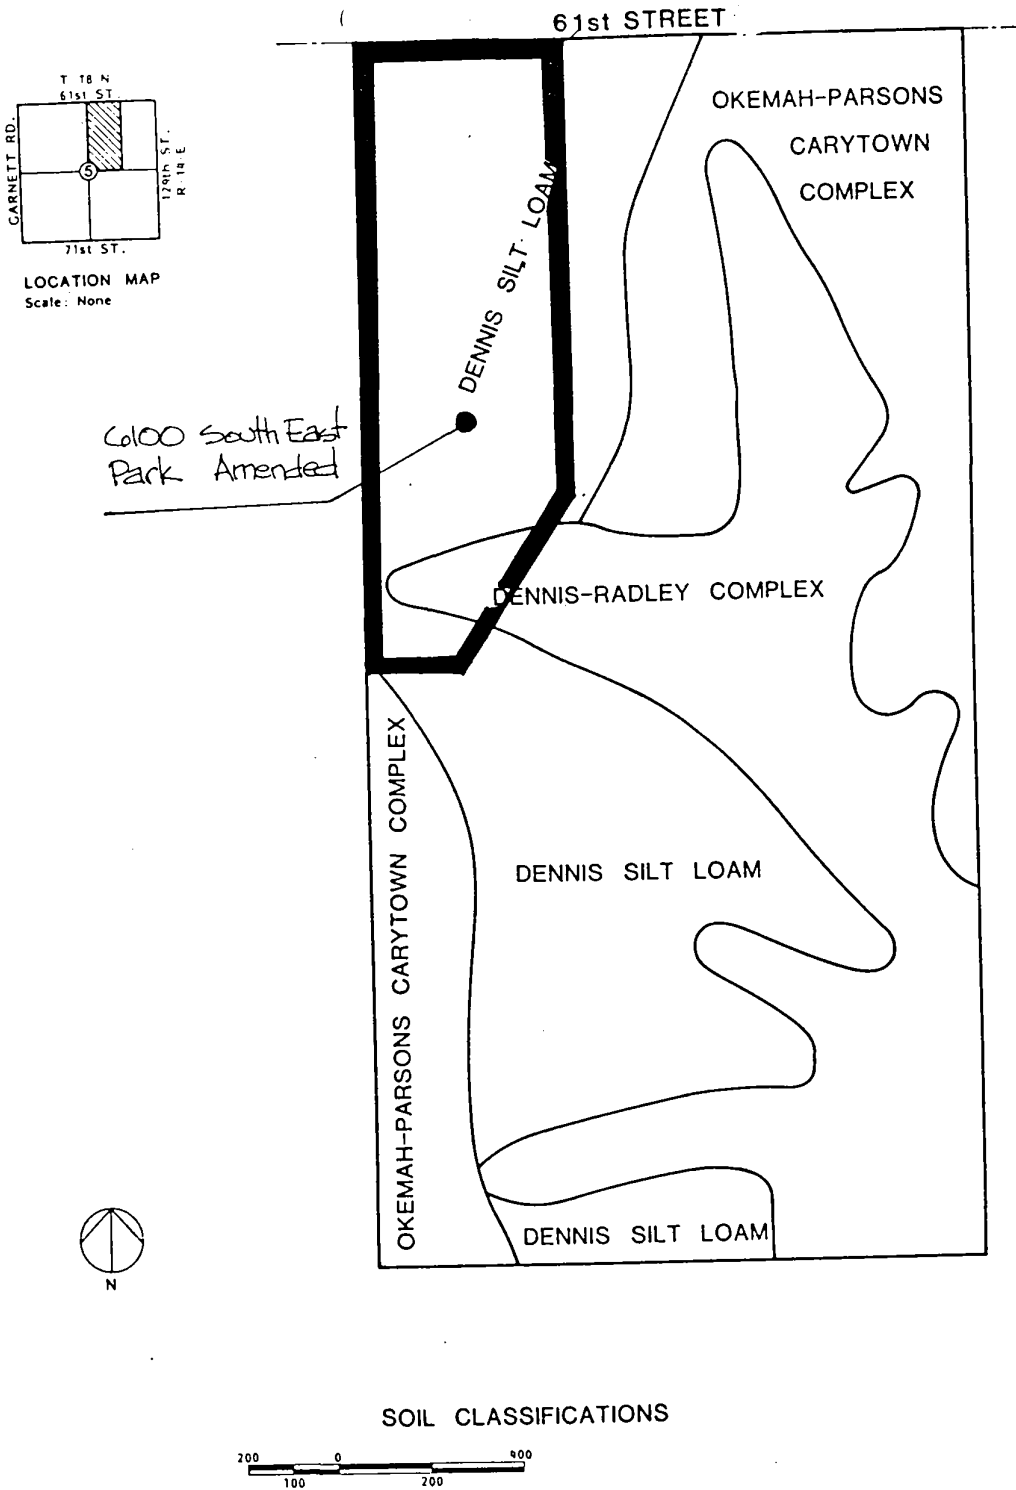 61st STREET
T 18 N
61st ST.
GARNETT RD.
5
129th ST.
R-14-E
71st ST.
LOCATION MAP
Scale: None
OKEMAH-PARSONS
CARYTOWN
COMPLEX
DENNIS SILT LOAM
6100 South East
Park Amended
DENNIS-RADLEY COMPLEX
OKEMAH-PARSONS CARYTOWN COMPLEX
DENNIS SILT LOAM
DENNIS SILT LOAM
N
SOIL CLASSIFICATIONS
200 0 400
100 200